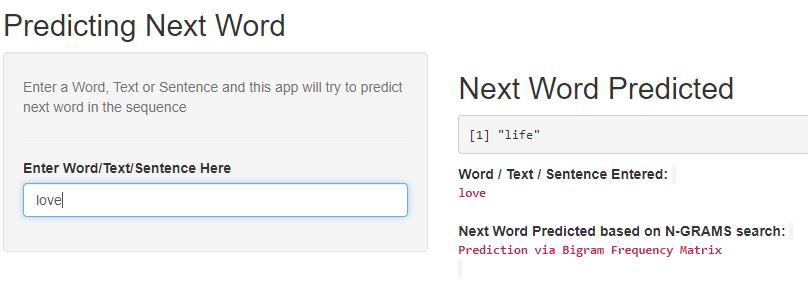 Predicting Next Word
Enter a Word, Text or Sentence and this app will try to predict
next word in the sequence
Enter Word/Text/Sentence Here
love
Next Word Predicted
[1] "life"
Word / Text / Sentence Entered:
love
Next Word Predicted based on N-GRAMS search:
Prediction via Bigram Frequency Matrix